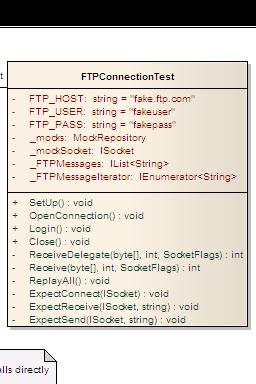 t
FTPConnectionTest
- FTP_HOST: string = "fake.ftp.com"
- FTP_USER: string = "fakeuser"
- FTP_PASS: string = "fakepass"
- _mocks: MockRepository
- _mockSocket: ISocket
- _FTPMessages: IList<String>
- _FTPMessageIterator: IEnumerator<String>
+ SetUp() : void
+ OpenConnection() : void
+ Login() : void
+ Close() : void
- ReceiveDelegate(byte[], int, SocketFlags) : int
- Receive(byte[], int, SocketFlags) : int
- ReplayAll() : void
- ExpectConnect(ISocket) : void
- ExpectReceive(ISocket, string) : void
- ExpectSend(ISocket, string) : void
alls directly